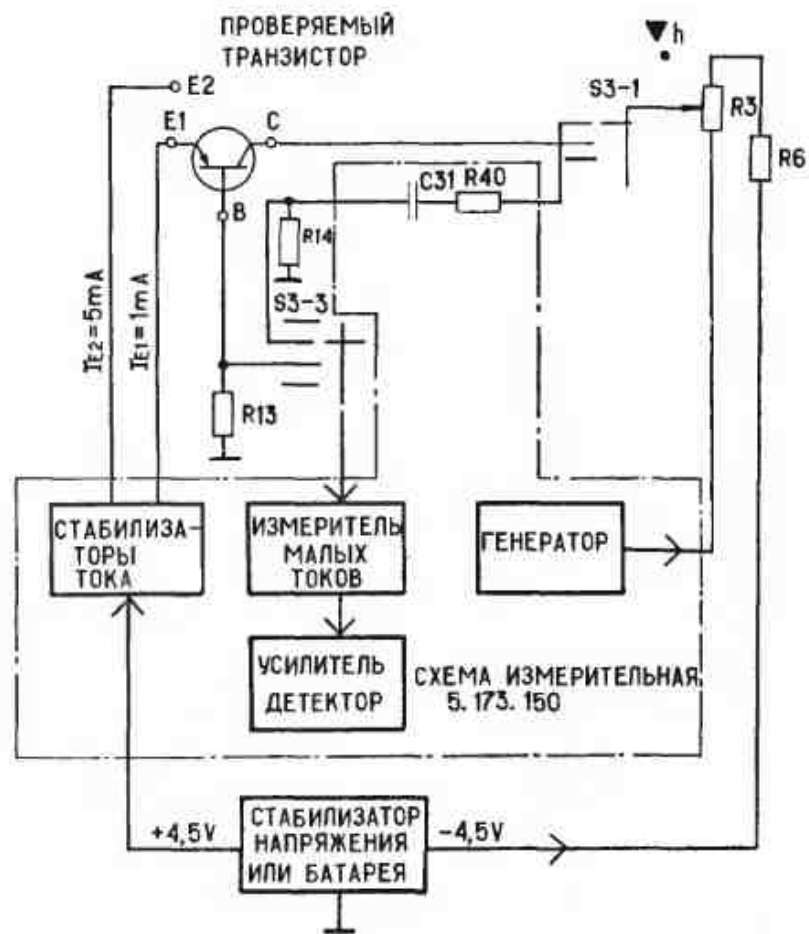 ПРОВЕРЯЕМЫЙ
ТРАНЗИСТОР
▼h
E2
S3-1
E1
C
R3
R6
C31 R40
B
R14
S3-3
IE2=5mA
IE1=1mA
R13
СТАБИЛИЗА-
ТОРЫ
ТОКА
ИЗМЕРИТЕЛЬ
МАЛЫХ
ТОКОВ
ГЕНЕРАТОР
УСИЛИТЕЛЬ
ДЕТЕКТОР
СХЕМА ИЗМЕРИТЕЛЬНАЯ
5.173.150
+4,5V
СТАБИЛИЗАТОР
НАПРЯЖЕНИЯ
ИЛИ БАТАРЕЯ
-4,5V